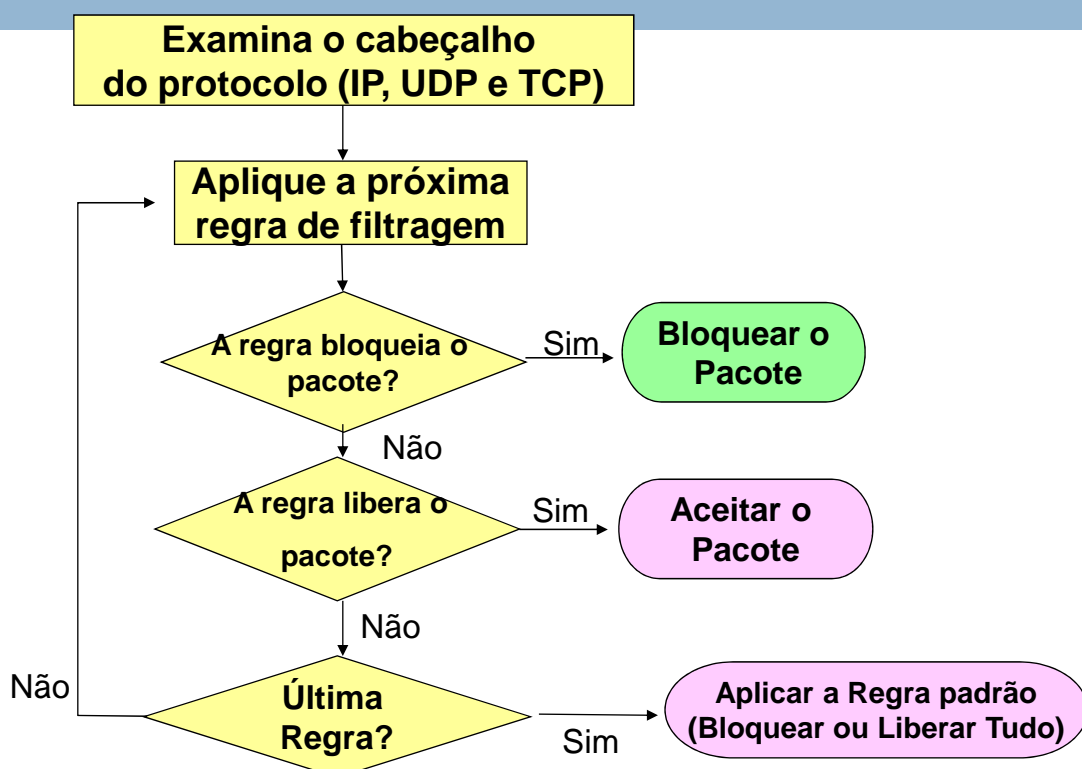 Examina o cabeçalho
do protocolo (IP, UDP e TCP)
Aplique a próxima
regra de filtragem
A regra bloqueia o
pacote?
Sim
Bloquear o
Pacote
Não
A regra libera o
pacote?
Sim
Aceitar o
Pacote
Não
Não
Última
Regra?
Sim
Aplicar a Regra padrão
(Bloquear ou Liberar Tudo)